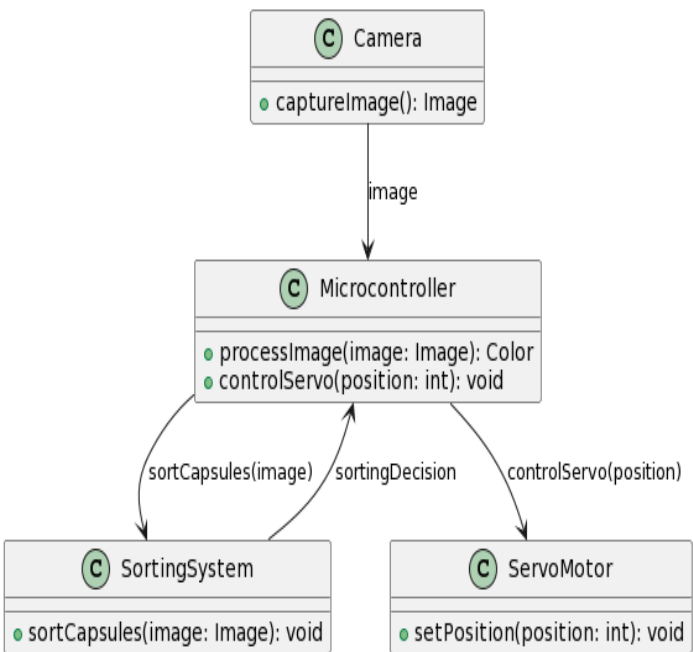 C Camera
captureImage(): Image
image
C Microcontroller
processImage(image: Image): Color
controlServo(position: int): void
sortCapsules(image)
sortingDecision
controlServo(position)
C SortingSystem
C ServoMotor
sortCapsules(image: Image): void
setPosition(position: int): void